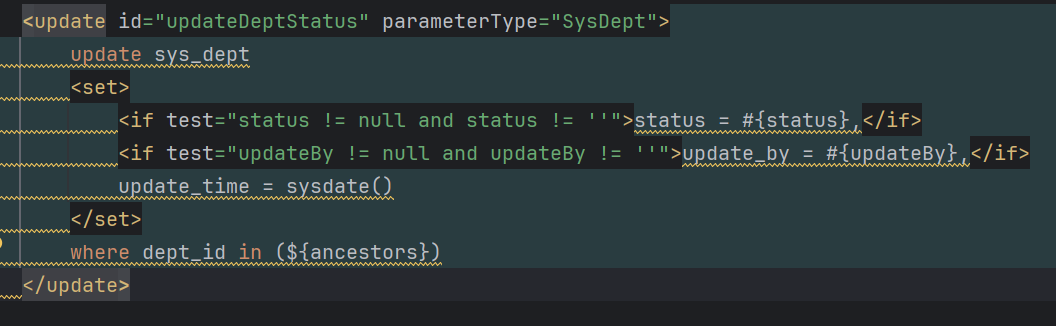 <update id="updateDeptStatus" parameterType="SysDept">
update sys_dept
<set>
<if test="status != null and status != ''">status = #{status},</if>
<if test="updateBy != null and updateBy != ''">update_by = #{updateBy},</if>
update_time = sysdate()
</set>
where dept_id in (${ancestors})
</update>